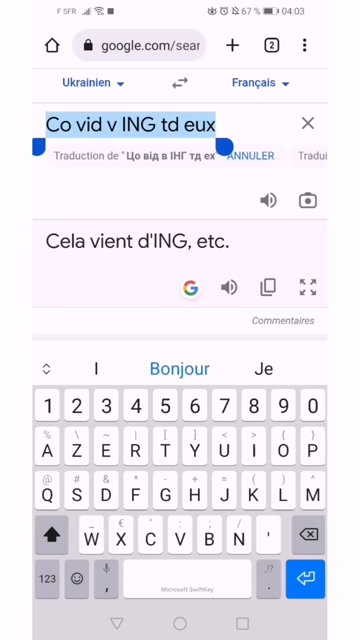 F SFR 67 % 04:03
google.com/sear 2
Ukrainien Français
Co vid v ING td eux
Traduction de " Цо від в ІНГ тд ех ANNULER Tradui
Cela vient d'ING, etc.
G
Commentaires
I Bonjour Je
1 2 3 4 5 6 7 8 9 0
% \ ~ | [ ] < > { }
A Z E R T Y U I O P
@ # & * - + = ( ) ^
Q S D F G H J K L M
_ € " : ; /
W X C V B N '
123 , Microsoft SwiftKey ,!? .